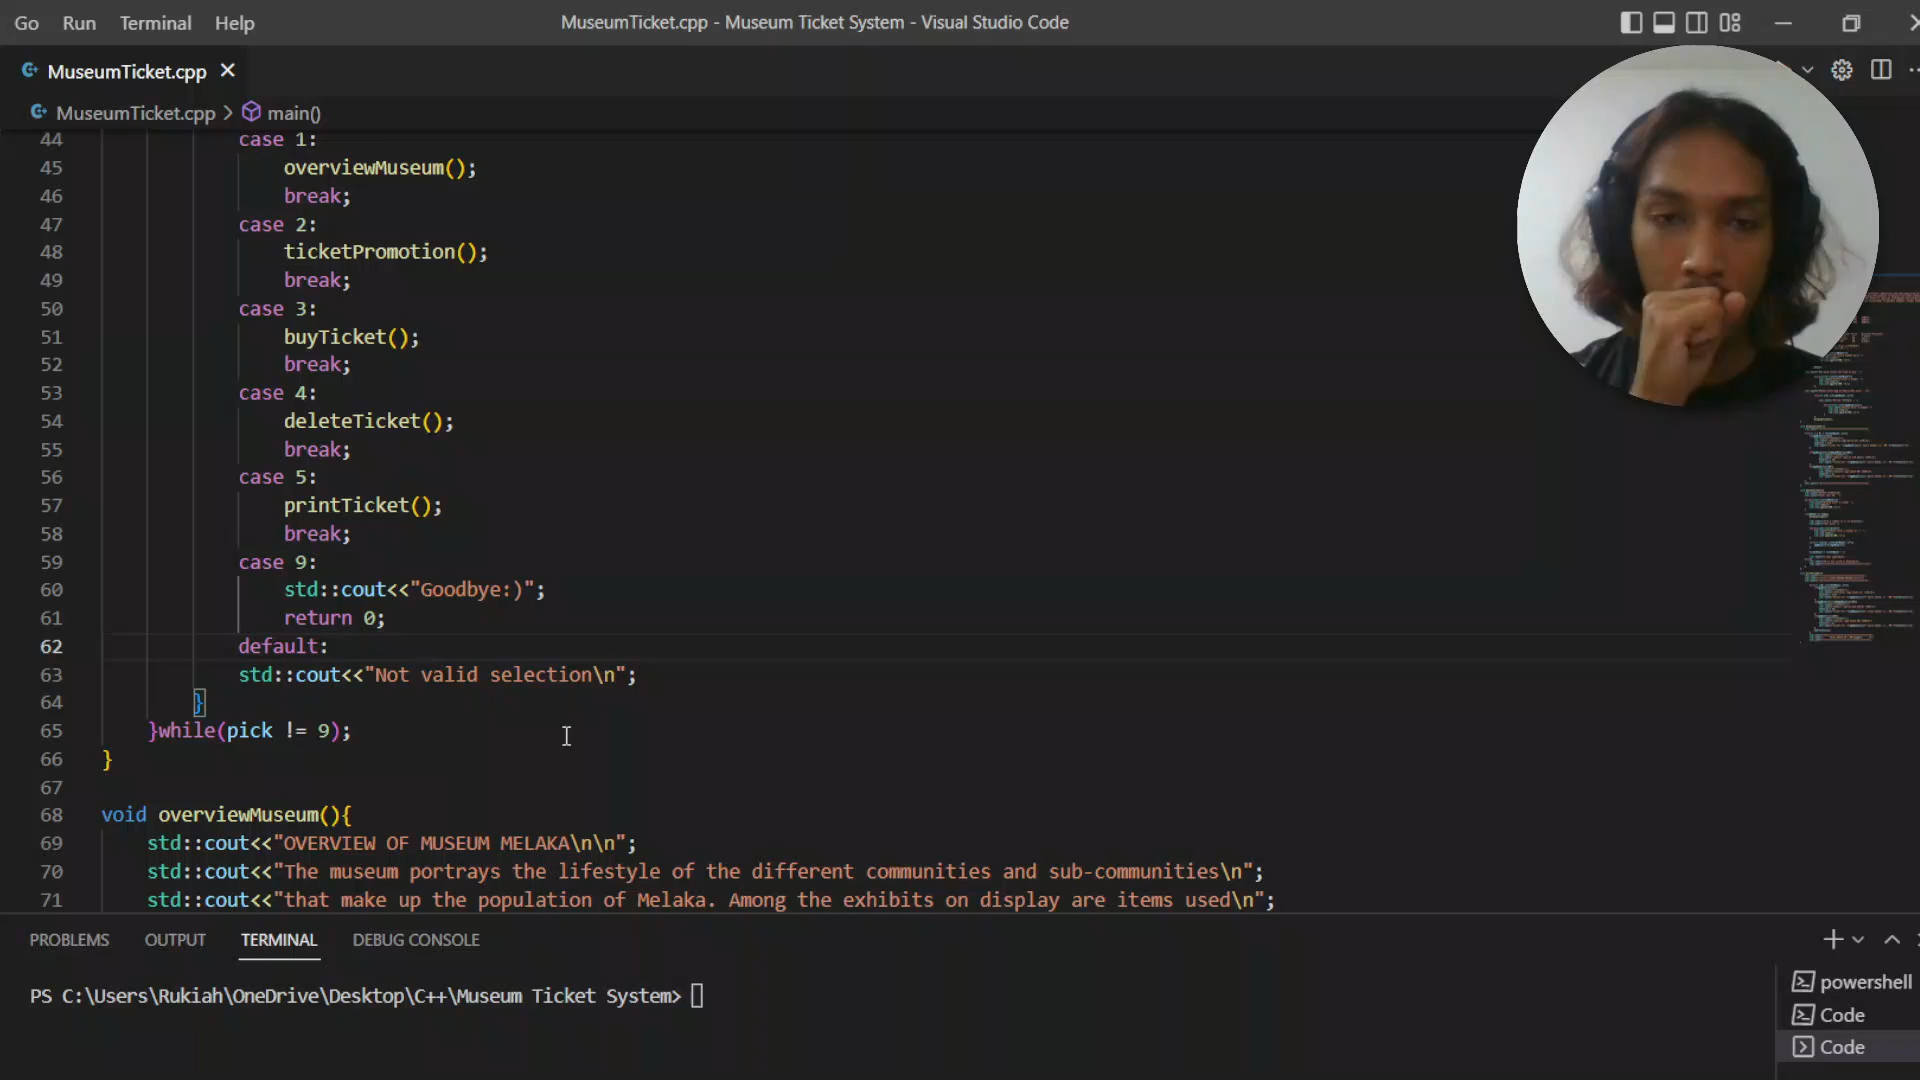 Go Run Terminal Help MuseumTicket.cpp - Museum Ticket System - Visual Studio Code
MuseumTicket.cpp
MuseumTicket.cpp > main()
44 case 1:
45 overviewMuseum();
46 break;
47 case 2:
48 ticketPromotion();
49 break;
50 case 3:
51 buyTicket();
52 break;
53 case 4:
54 deleteTicket();
55 break;
56 case 5:
57 printTicket();
58 break;
59 case 9:
60 std::cout<<"Goodbye:)";
61 return 0;
62 default:
63 std::cout<<"Not valid selection\n";
64 }
65 }while(pick != 9);
66 }
67
68 void overviewMuseum(){
69 std::cout<<"OVERVIEW OF MUSEUM MELAKA\n\n";
70 std::cout<<"The museum portrays the lifestyle of the different communities and sub-communities\n";
71 std::cout<<"that make up the population of Melaka. Among the exhibits on display are items used\n";
PROBLEMS OUTPUT TERMINAL DEBUG CONSOLE
PS C:\Users\Rukiah\OneDrive\Desktop\C++\Museum Ticket System>
powershell
Code
Code